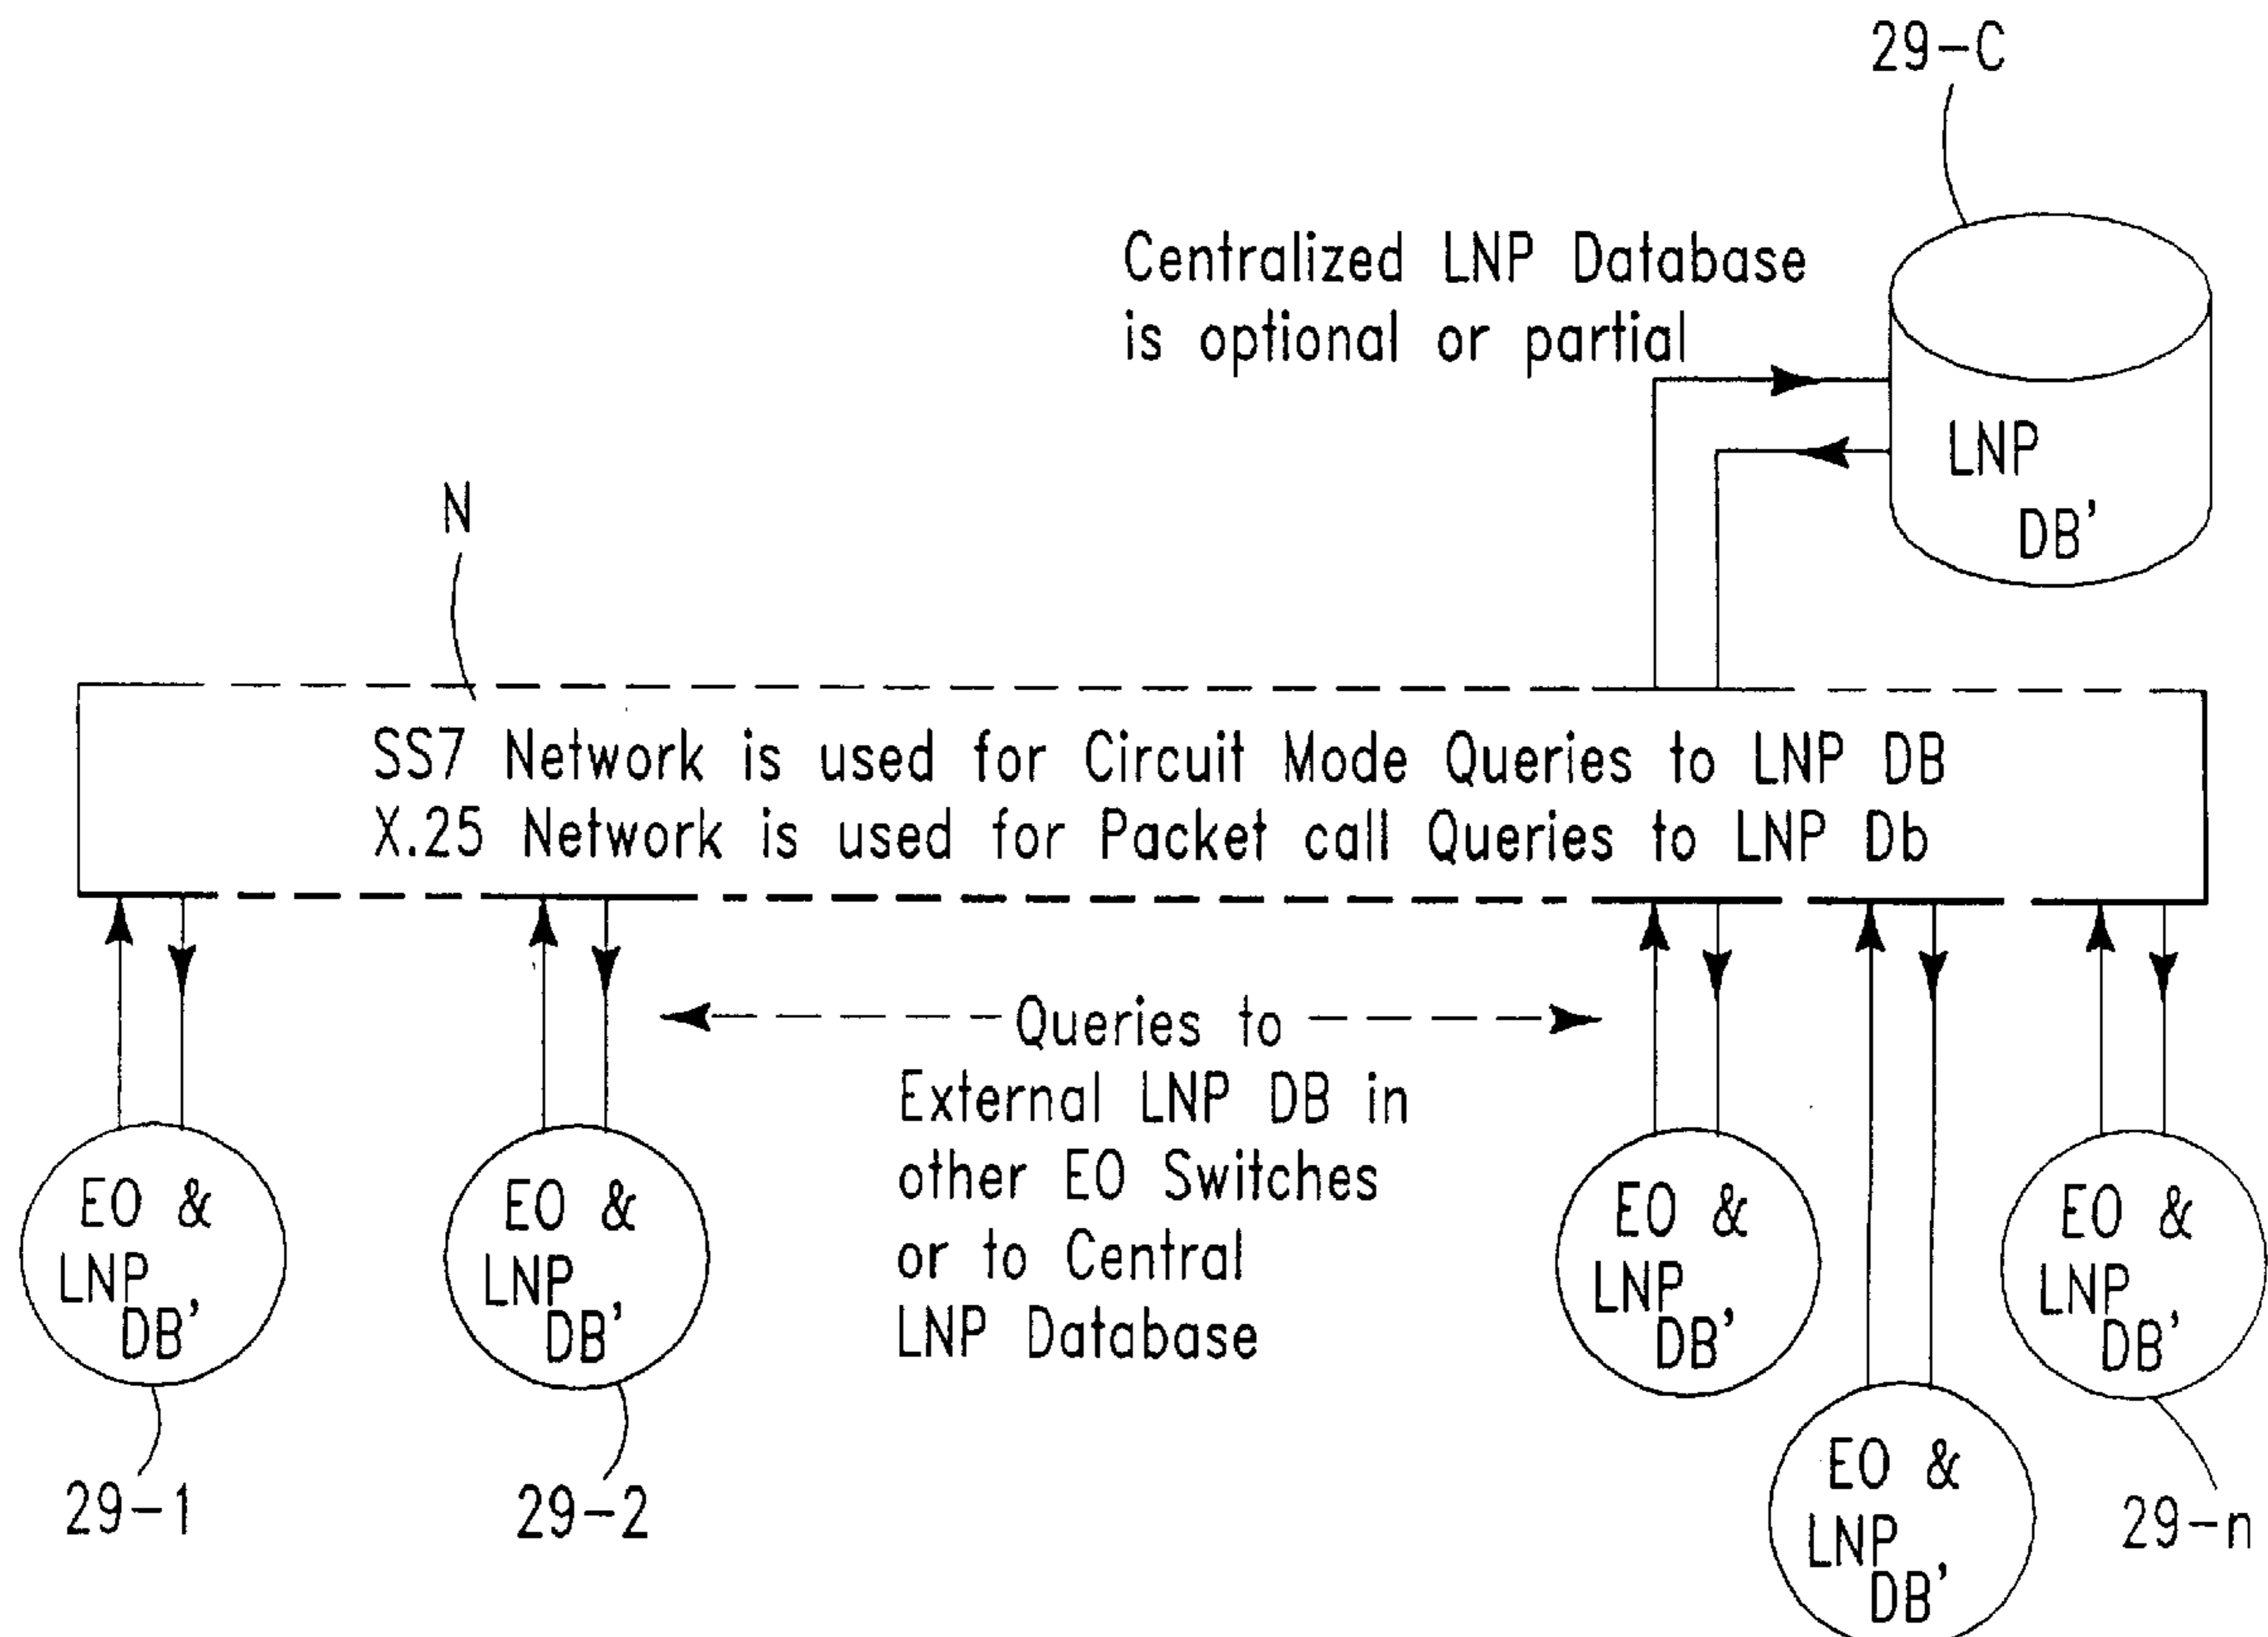 29-C
Centralized LNP Database
is optional or partial
LNP
DB'
N
SS7 Network is used for Circuit Mode Queries to LNP DB
X.25 Network is used for Packet call Queries to LNP Db
Queries to
External LNP DB in
other EO Switches
or to Central
LNP Database
EO &
LNP
DB'
29-1
EO &
LNP
DB'
29-2
EO &
LNP
DB'
EO &
LNP
DB'
EO &
LNP
DB'
29-n